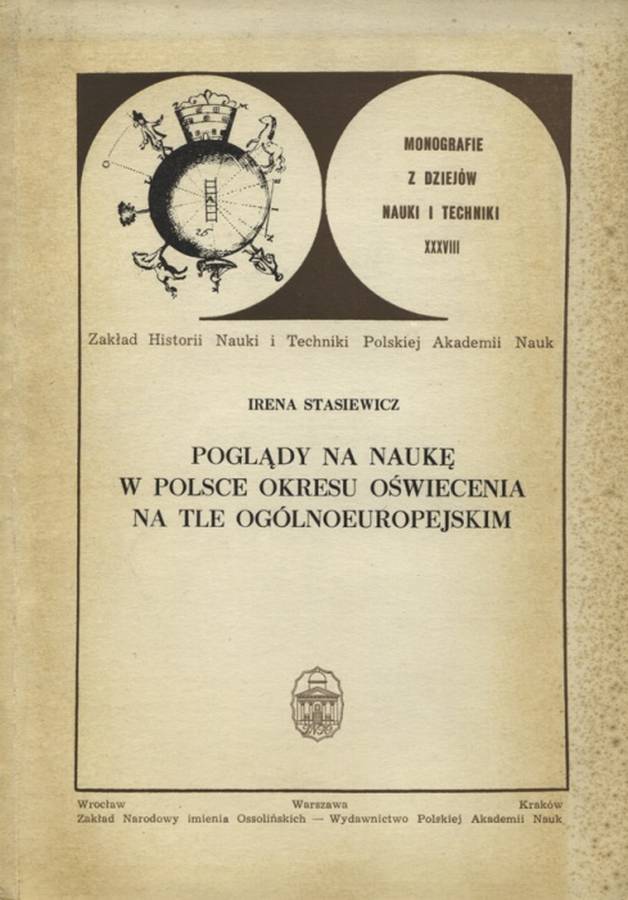 MONOGRAFIE
Z DZIEJÓW
NAUKI I TECHNIKI
XXXVIII
Zakład Historii Nauki i Techniki Polskiej Akademii Nauk
IRENA STASIEWICZ
POGLĄDY NA NAUKĘ
W POLSCE OKRESU OŚWIECENIA
NA TLE OGÓLNOEUROPEJSKIM
Wrocław Warszawa Kraków
Zakład Narodowy imienia Ossolińskich — Wydawnictwo Polskiej Akademii Nauk